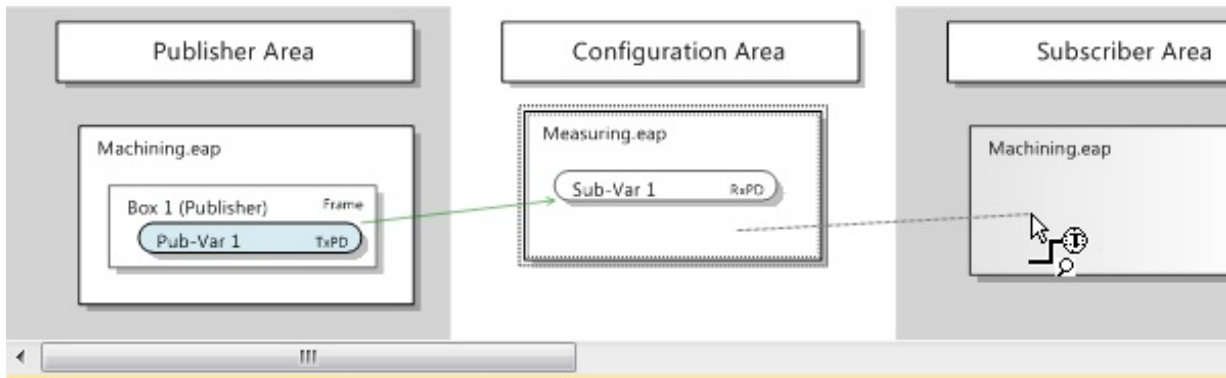 Publisher Area
Configuration Area
Subscriber Area
Machining.eap
Box 1 (Publisher) Frame
Pub-Var 1 TxPD
Measuring.eap
Sub-Var 1 RxPD
Machining.eap
T